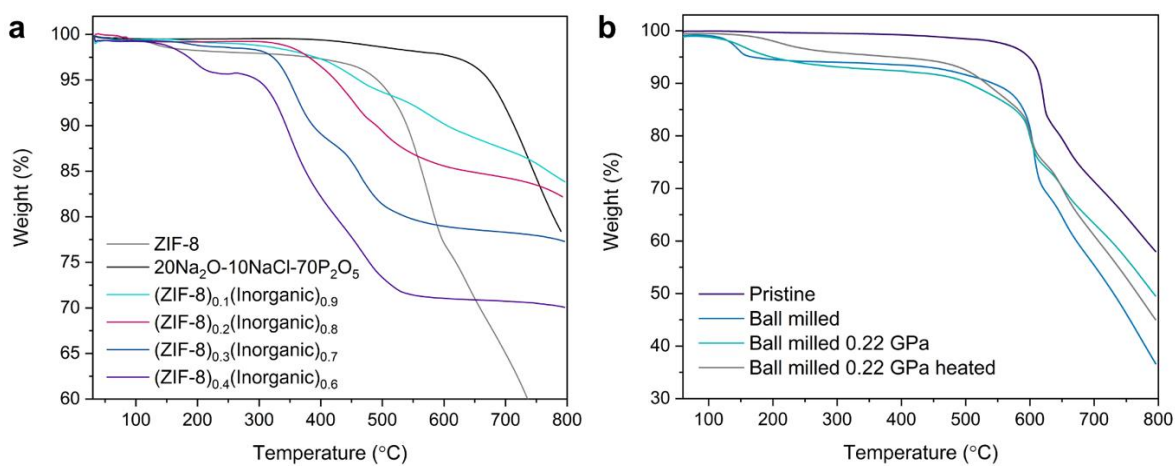 a
100
95
90
85
80
75
70
65
60
Weight (%)
ZIF-8
20Na₂O-10NaCl-70P₂O₅
(ZIF-8)₀.₁(Inorganic)₀.₉
(ZIF-8)₀.₂(Inorganic)₀.₈
(ZIF-8)₀.₃(Inorganic)₀.₇
(ZIF-8)₀.₄(Inorganic)₀.₆
100 200 300 400 500 600 700 800
Temperature (°C)
b
100
90
80
70
60
50
40
30
Weight (%)
Pristine
Ball milled
Ball milled 0.22 GPa
Ball milled 0.22 GPa heated
100 200 300 400 500 600 700 800
Temperature (°C)